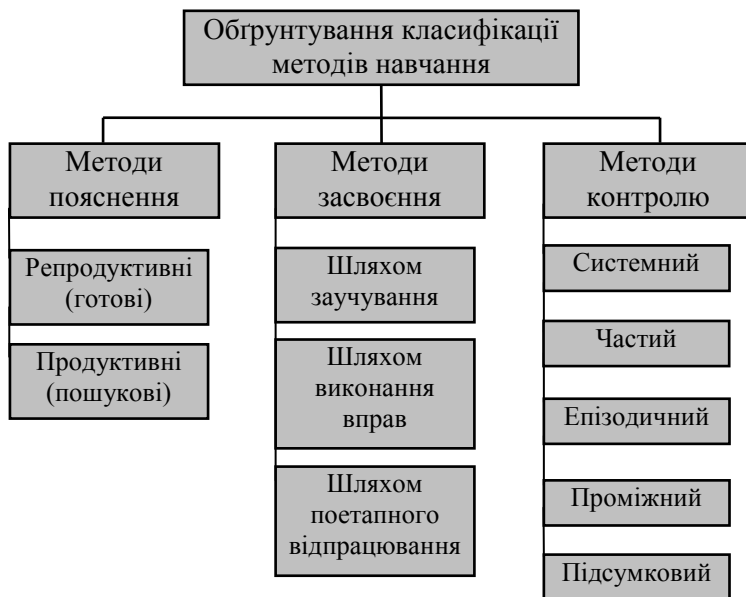 Обґрунтування класифікації
методів навчання
Методи
пояснення
Репродуктивні
(готові)
Продуктивні
(пошукові)
Методи
засвоєння
Шляхом
заучування
Шляхом
виконання
вправ
Шляхом
поетапного
відпрацювання
Методи
контролю
Системний
Частий
Епізодичний
Проміжний
Підсумковий